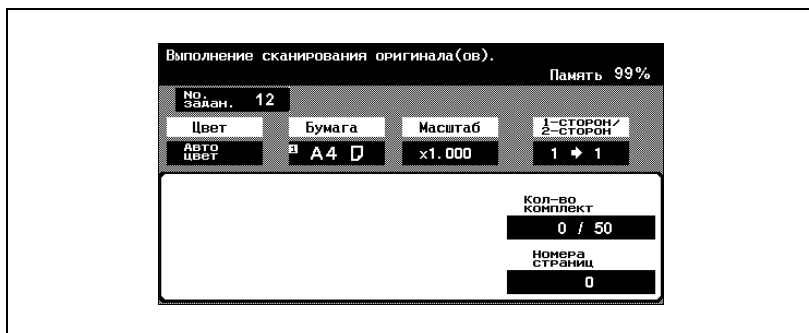 Выполнение сканирования оригинала(ов).
Память 99%
No.
задан. 12
Цвет Бумага Масштаб 1-сторон/
2-сторон
Авто
цвет
1 A4 x1.000 1 → 1
Кол-во
комплект
0 / 50
Номера
страниц
0